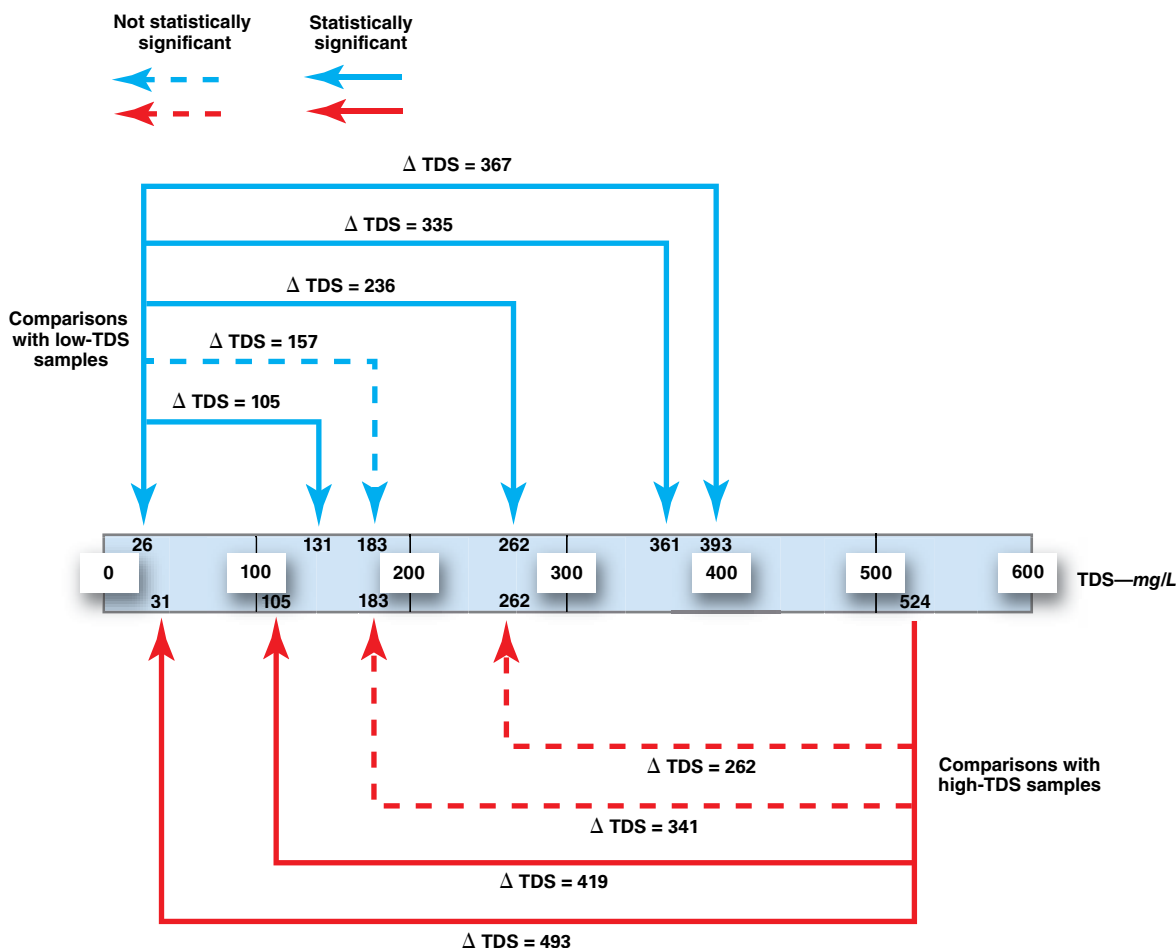 Not statistically
significant
Statistically
significant
Δ TDS = 367
Δ TDS = 335
Δ TDS = 236
Comparisons
with low-TDS
samples
Δ TDS = 157
Δ TDS = 105
26 131 183 262 361 393
0 100 200 300 400 500 600
TDS—mg/L
31 105 183 262 524
Δ TDS = 262
Comparisons with
high-TDS samples
Δ TDS = 341
Δ TDS = 419
Δ TDS = 493